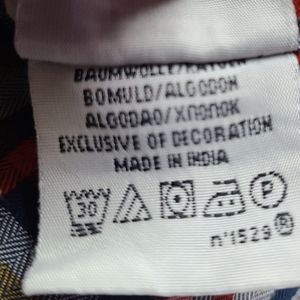 BAUMWOLLE/KATOEN
BOMULD/ALGODON
ALGODAO/ХЛОПОК
EXCLUSIVE OF DECORATION
MADE IN INDIA
30 P
n°1529 R